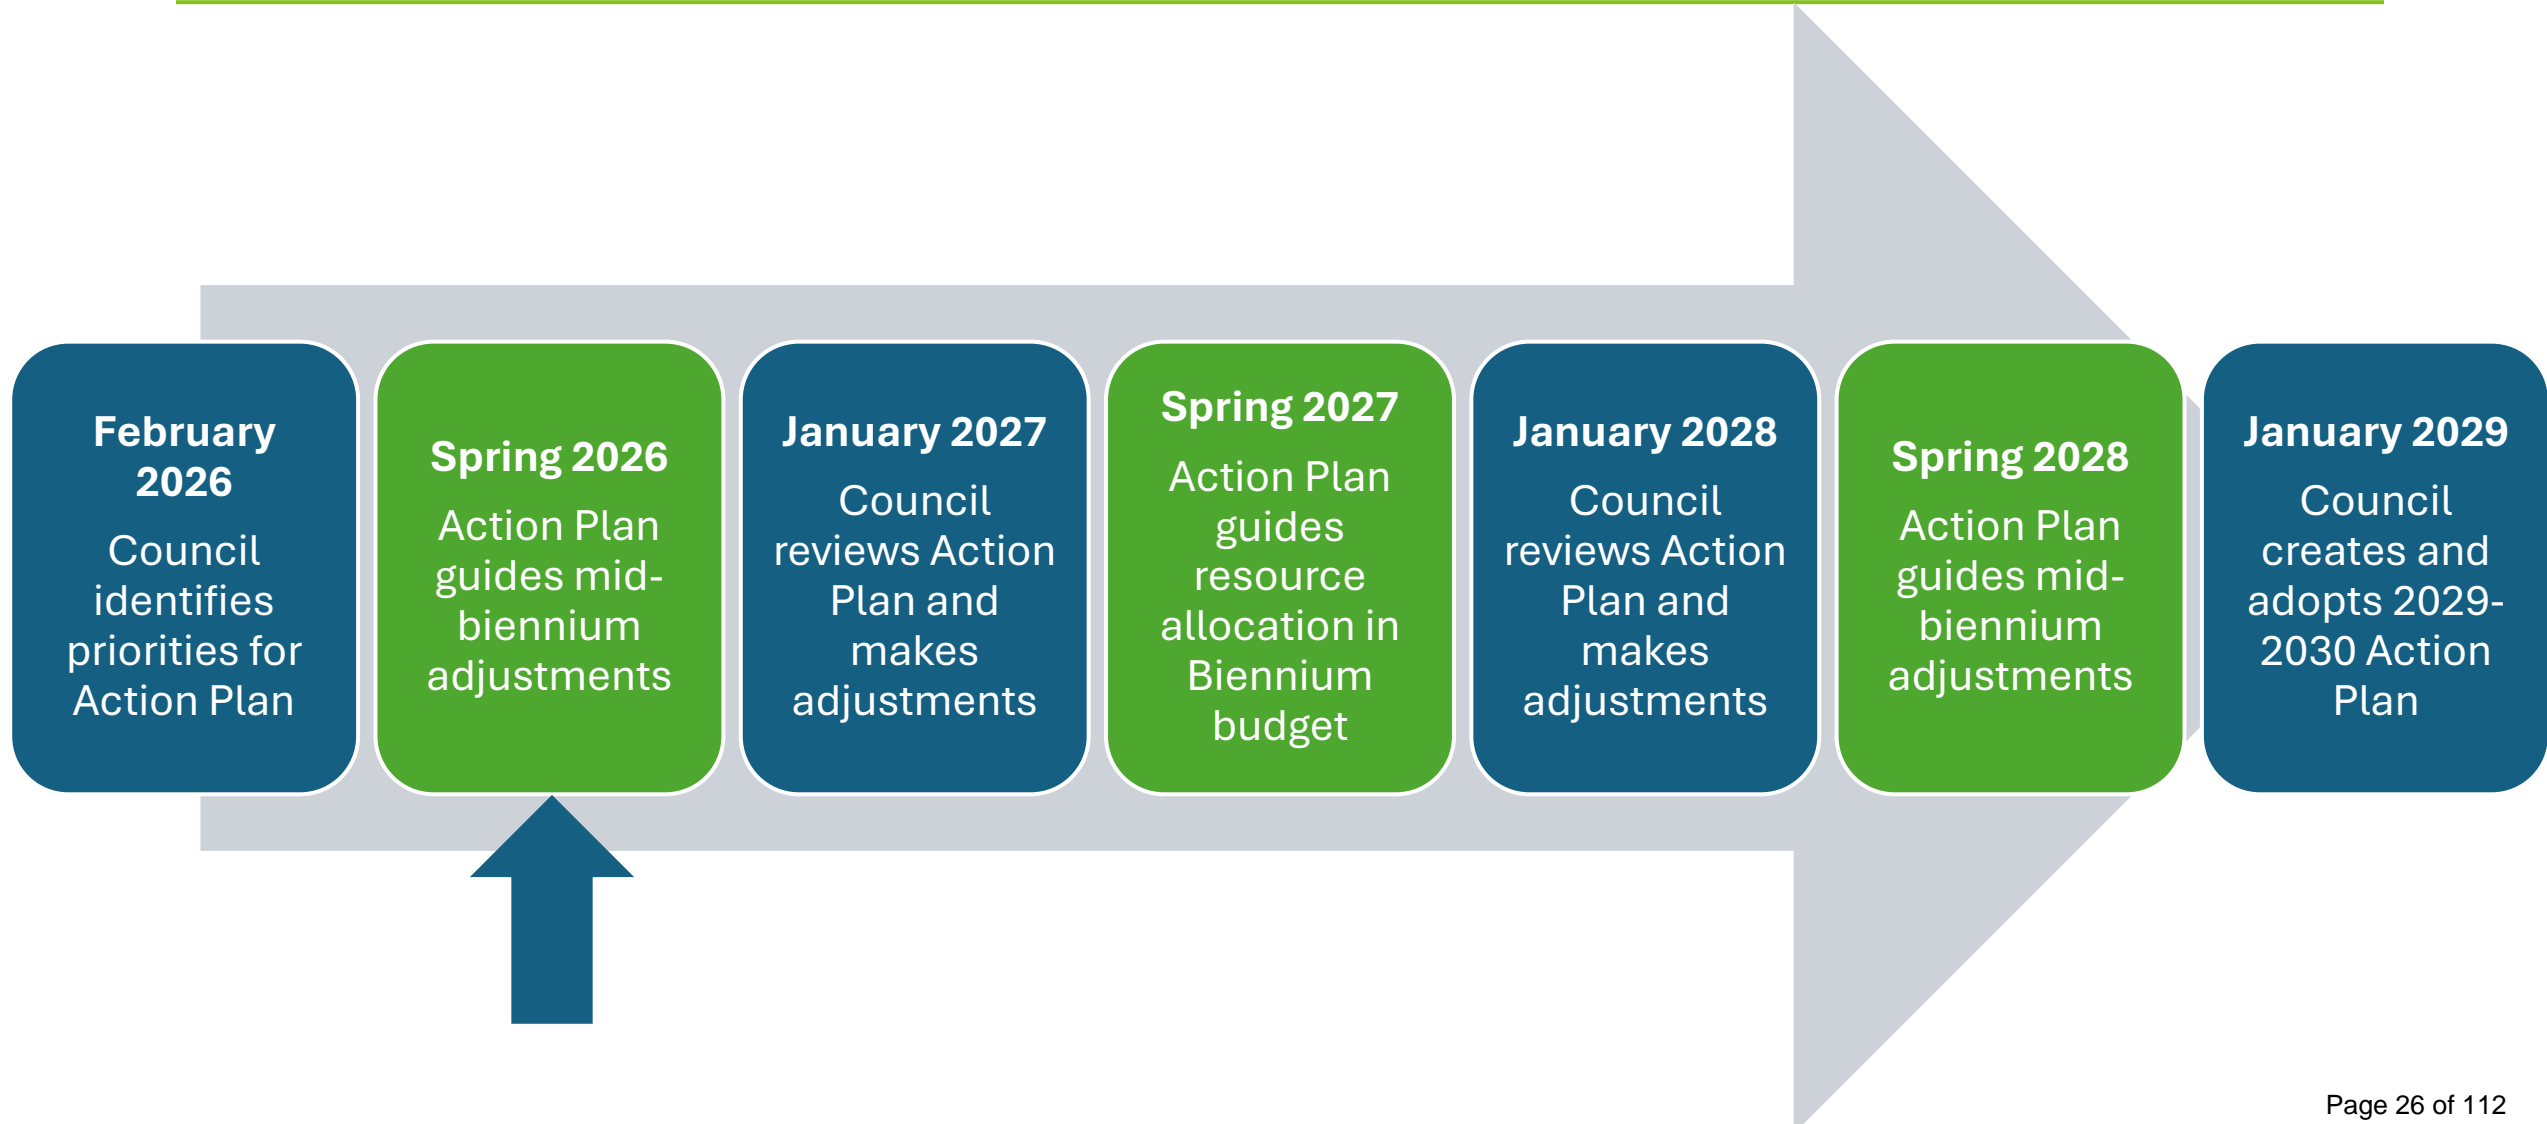 February
2026
Council
identifies
priorities for
Action Plan
Spring 2026
Action Plan
guides mid-
biennium
adjustments
January 2027
Council
reviews Action
Plan and
makes
adjustments
Spring 2027
Action Plan
guides
resource
allocation in
Biennium
budget
January 2028
Council
reviews Action
Plan and
makes
adjustments
Spring 2028
Action Plan
guides mid-
biennium
adjustments
January 2029
Council
creates and
adopts 2029-
2030 Action
Plan
Page 26 of 112